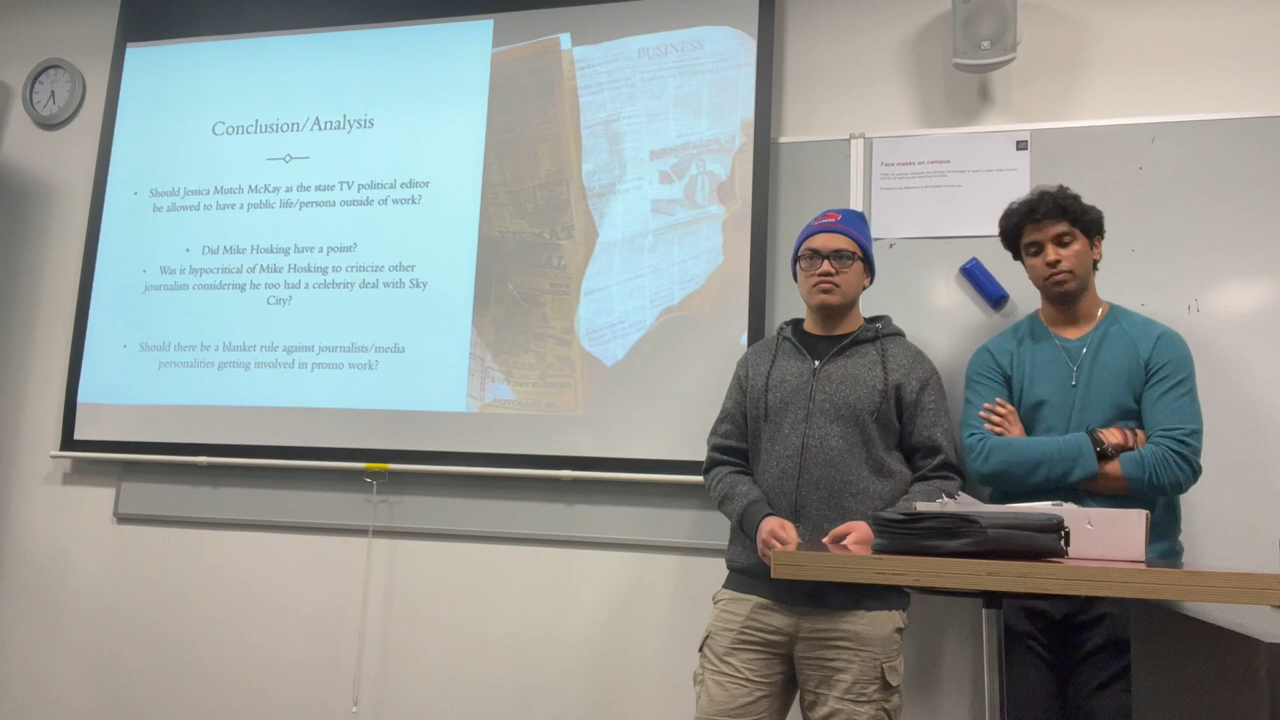 Conclusion/Analysis
Should Jessica Mutch McKay as the state TV political editor
be allowed to have a public life/persona outside of work?
Did Mike Hosking have a point?
Was it hypocritical of Mike Hosking to criticize other
journalists considering he too had a celebrity deal with Sky
City?
Should there be a blanket rule against journalists/media
personalities getting involved in promo work?
BUSINESS
Face masks on campus